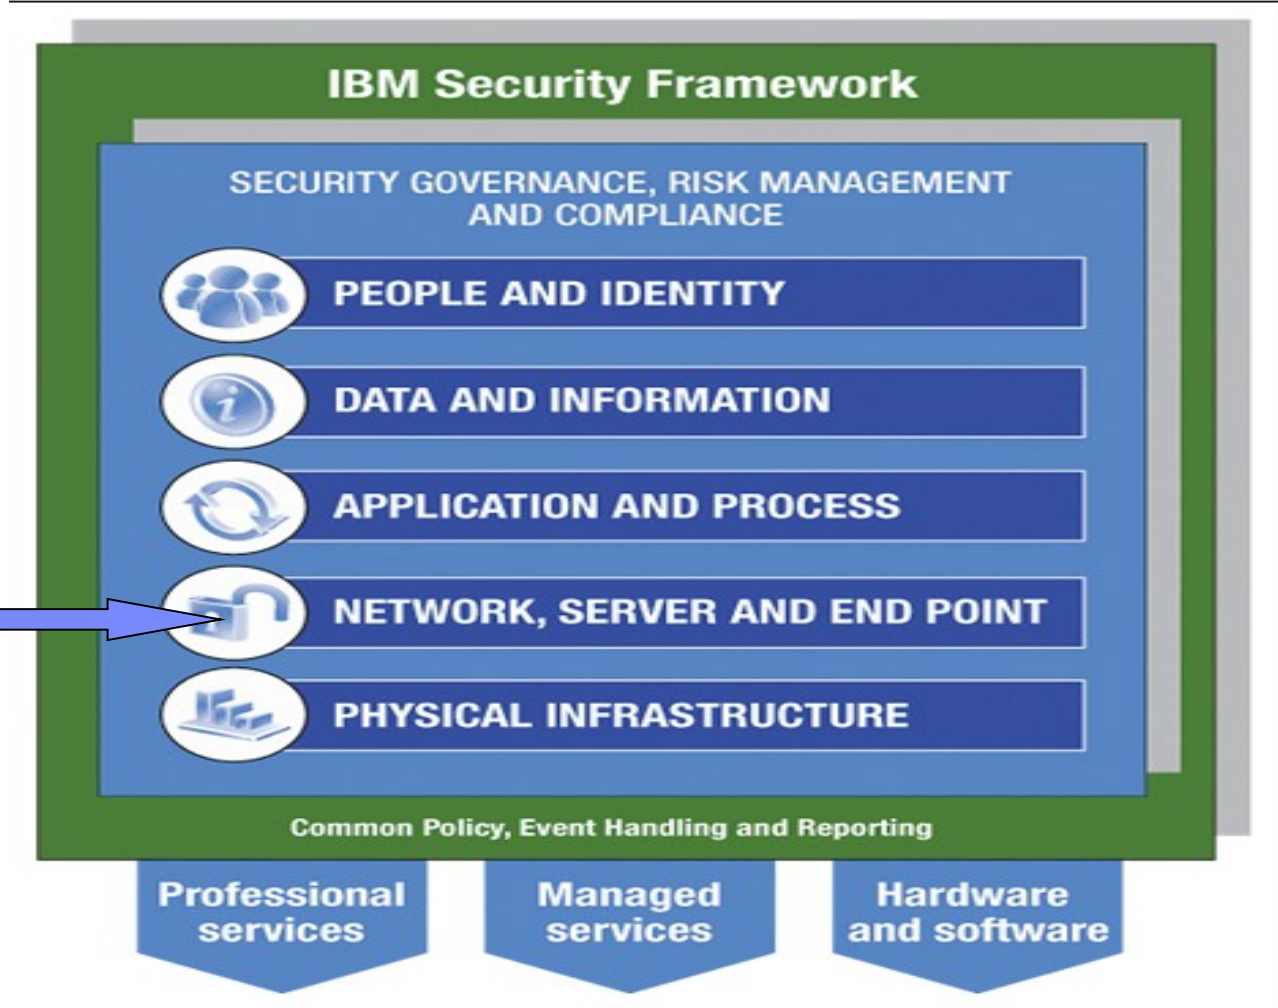 IBM Security Framework
SECURITY GOVERNANCE, RISK MANAGEMENT
AND COMPLIANCE
PEOPLE AND IDENTITY
DATA AND INFORMATION
APPLICATION AND PROCESS
NETWORK, SERVER AND END POINT
PHYSICAL INFRASTRUCTURE
Common Policy, Event Handling and Reporting
Professional
services
Managed
services
Hardware
and software